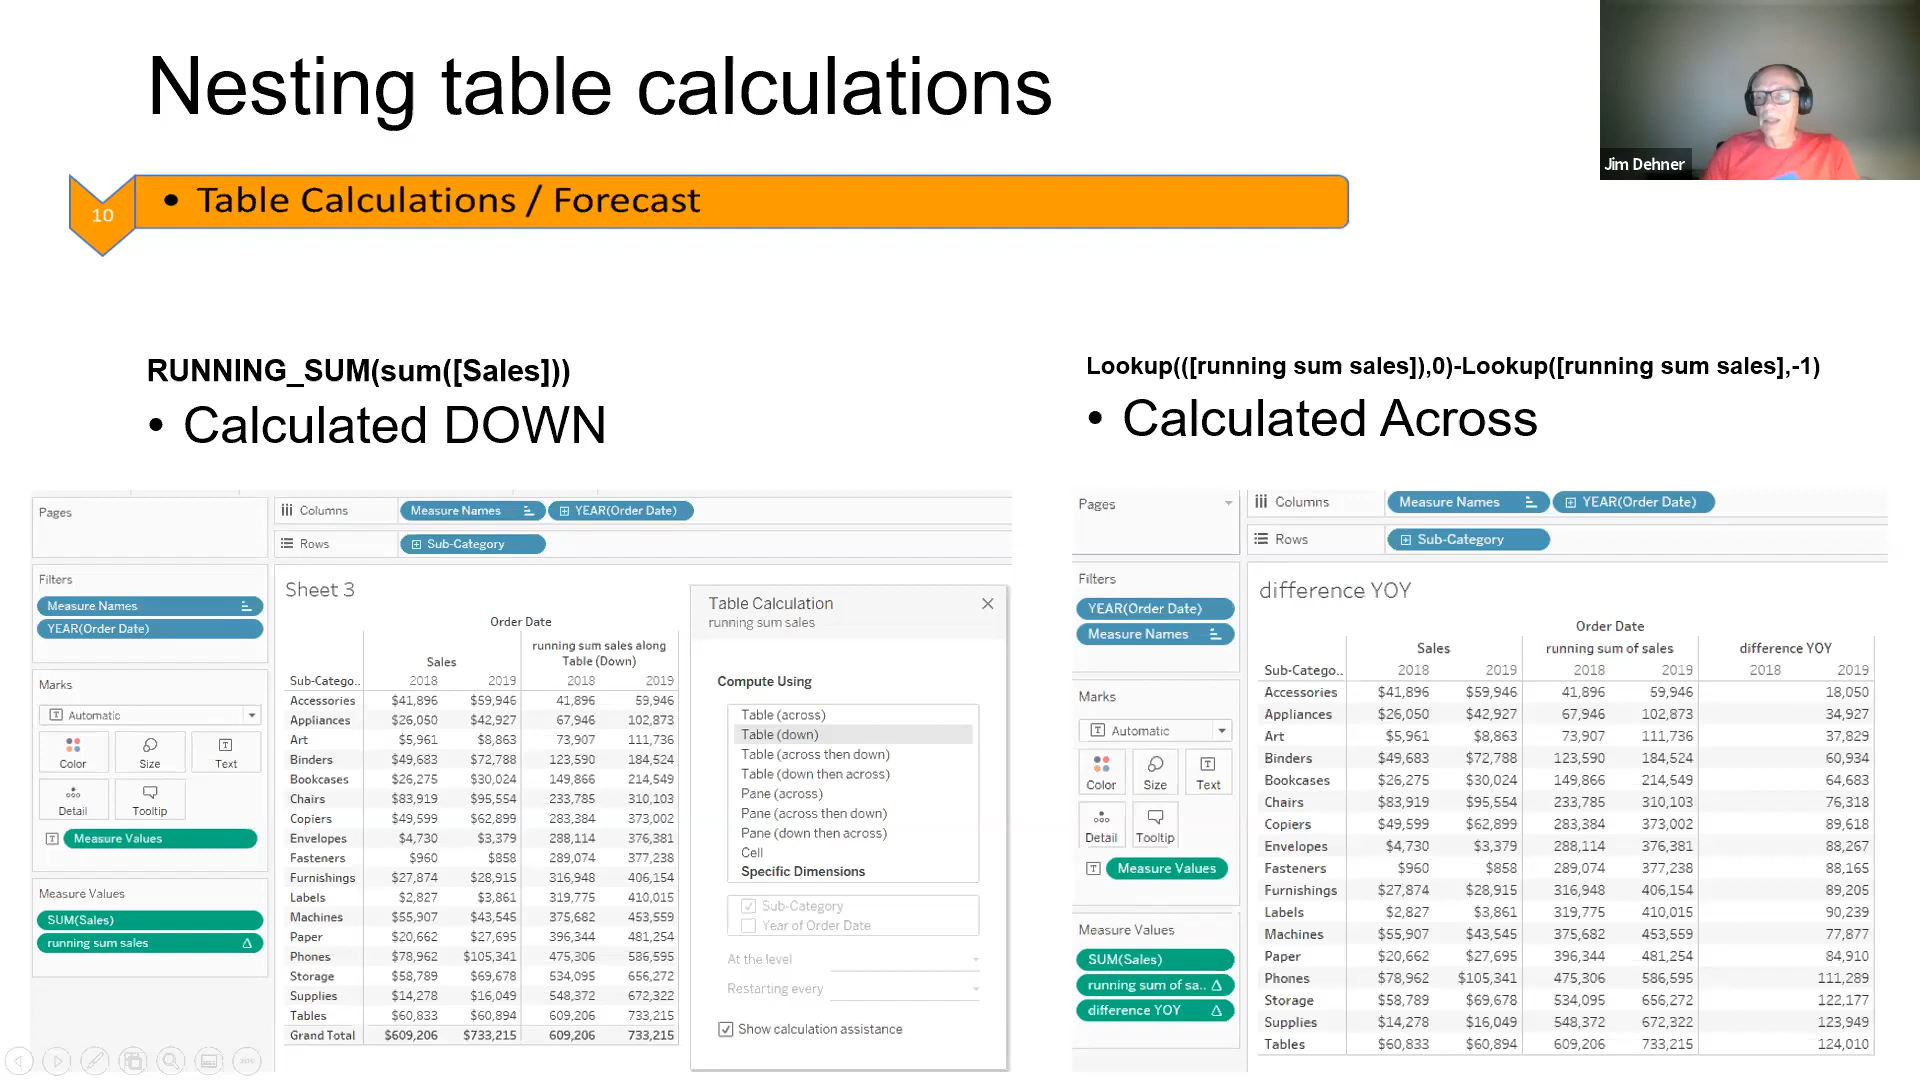 Nesting table calculations
Jim Dehner
10
• Table Calculations / Forecast
RUNNING_SUM(sum([Sales]))
• Calculated DOWN
Lookup(([running sum sales]),0)-Lookup([running sum sales],-1)
• Calculated Across
Pages
Columns Measure Names YEAR(Order Date)
Rows Sub-Category
Filters
Measure Names
YEAR(Order Date)
Marks
Automatic
Color Size Text
Detail Tooltip
Measure Values
Measure Values
SUM(Sales)
running sum sales
Sheet 3
Order Date
running sum sales along
Sales Table (Down)
Sub-Catego.. 2018 2019 2018 2019
Accessories $41,896 $59,946 41,896 59,946
Appliances $26,050 $42,927 67,946 102,873
Art $5,961 $8,863 73,907 111,736
Binders $49,683 $72,788 123,590 184,524
Bookcases $26,275 $30,024 149,866 214,549
Chairs $83,919 $95,554 233,785 310,103
Copiers $49,599 $62,899 283,384 373,002
Envelopes $4,730 $3,379 288,114 376,381
Fasteners $960 $858 289,074 377,238
Furnishings $27,874 $28,915 316,948 406,154
Labels $2,827 $3,861 319,775 410,015
Machines $55,907 $43,545 375,682 453,559
Paper $20,662 $27,695 396,344 481,254
Phones $78,962 $105,341 475,306 586,595
Storage $58,789 $69,678 534,095 656,272
Supplies $14,278 $16,049 548,372 672,322
Tables $60,833 $60,894 609,206 733,215
Grand Total $609,206 $733,215 609,206 733,215
Table Calculation
running sum sales
Compute Using
Table (across)
Table (down)
Table (across then down)
Table (down then across)
Pane (across)
Pane (across then down)
Pane (down then across)
Cell
Specific Dimensions
Sub-Category
Year of Order Date
At the level
Restarting every
Show calculation assistance
Pages
Columns Measure Names YEAR(Order Date)
Rows Sub-Category
Filters
YEAR(Order Date)
Measure Names
Marks
Automatic
Color Size Text
Detail Tooltip
Measure Values
Measure Values
SUM(Sales)
running sum of sa..
difference YOY
difference YOY
Order Date
Sales running sum of sales difference YOY
Sub-Catego.. 2018 2019 2018 2019 2018 2019
Accessories $41,896 $59,946 41,896 59,946 18,050
Appliances $26,050 $42,927 67,946 102,873 34,927
Art $5,961 $8,863 73,907 111,736 37,829
Binders $49,683 $72,788 123,590 184,524 60,934
Bookcases $26,275 $30,024 149,866 214,549 64,683
Chairs $83,919 $95,554 233,785 310,103 76,318
Copiers $49,599 $62,899 283,384 373,002 89,618
Envelopes $4,730 $3,379 288,114 376,381 88,267
Fasteners $960 $858 289,074 377,238 88,165
Furnishings $27,874 $28,915 316,948 406,154 89,205
Labels $2,827 $3,861 319,775 410,015 90,239
Machines $55,907 $43,545 375,682 453,559 77,877
Paper $20,662 $27,695 396,344 481,254 84,910
Phones $78,962 $105,341 475,306 586,595 111,289
Storage $58,789 $69,678 534,095 656,272 122,177
Supplies $14,278 $16,049 548,372 672,322 123,949
Tables $60,833 $60,894 609,206 733,215 124,010